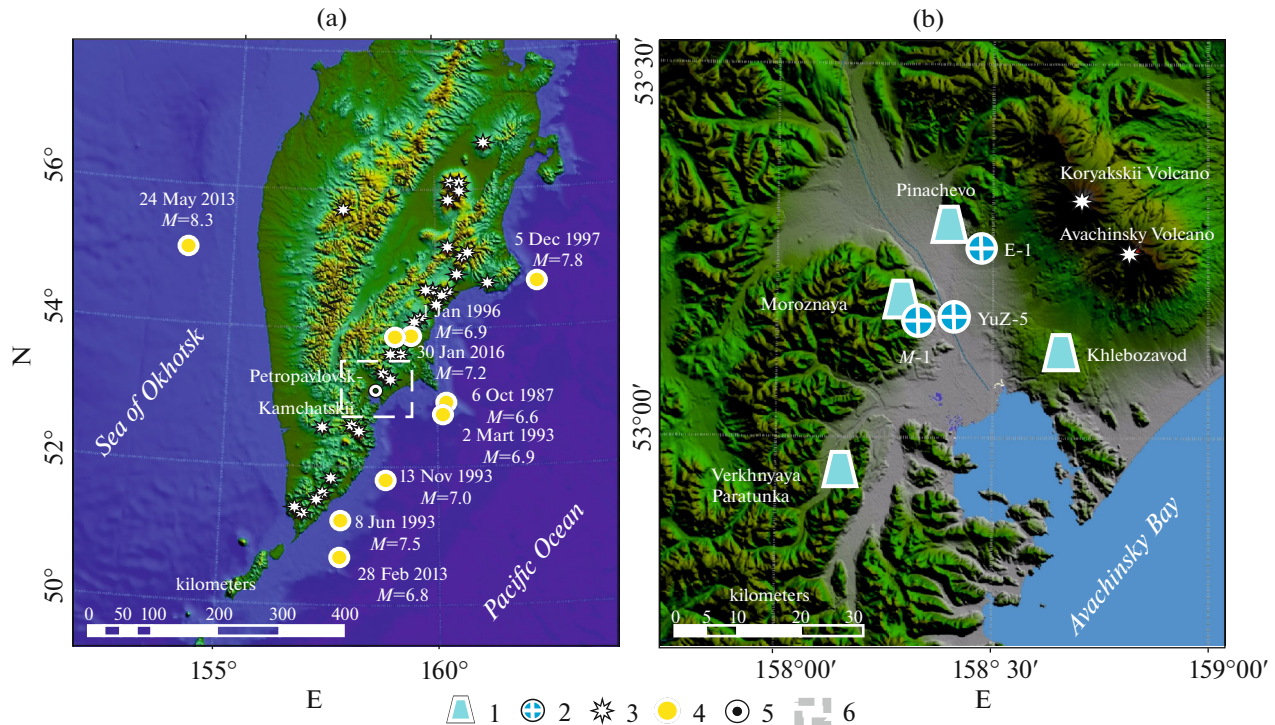 (a)
56°
54°
52°
50°
N
24 May 2013
M=8.3
5 Dec 1997
M=7.8
1 Jan 1996
M=6.9
30 Jan 2016
M=7.2
Petropavlovsk-
Kamchatskii
6 Oct 1987
M=6.6
2 Mart 1993
M=6.9
13 Nov 1993
M=7.0
8 Jun 1993
M=7.5
28 Feb 2013
M=6.8
Sea of Okhotsk
Pacific Ocean
kilometers
0 50 100 200 300 400
155° 160°
E
(b)
53°30′
53°00′
Koryakskii Volcano
Pinachevo
Avachinsky Volcano
E-1
Moroznaya
YuZ-5
M-1
Khlebozavod
Verkhnyaya
Paratunka
Avachinsky Bay
kilometers
0 5 10 20 30
158°00′ 158° 30′ 159°00′
E
1 2 3 4 5 6